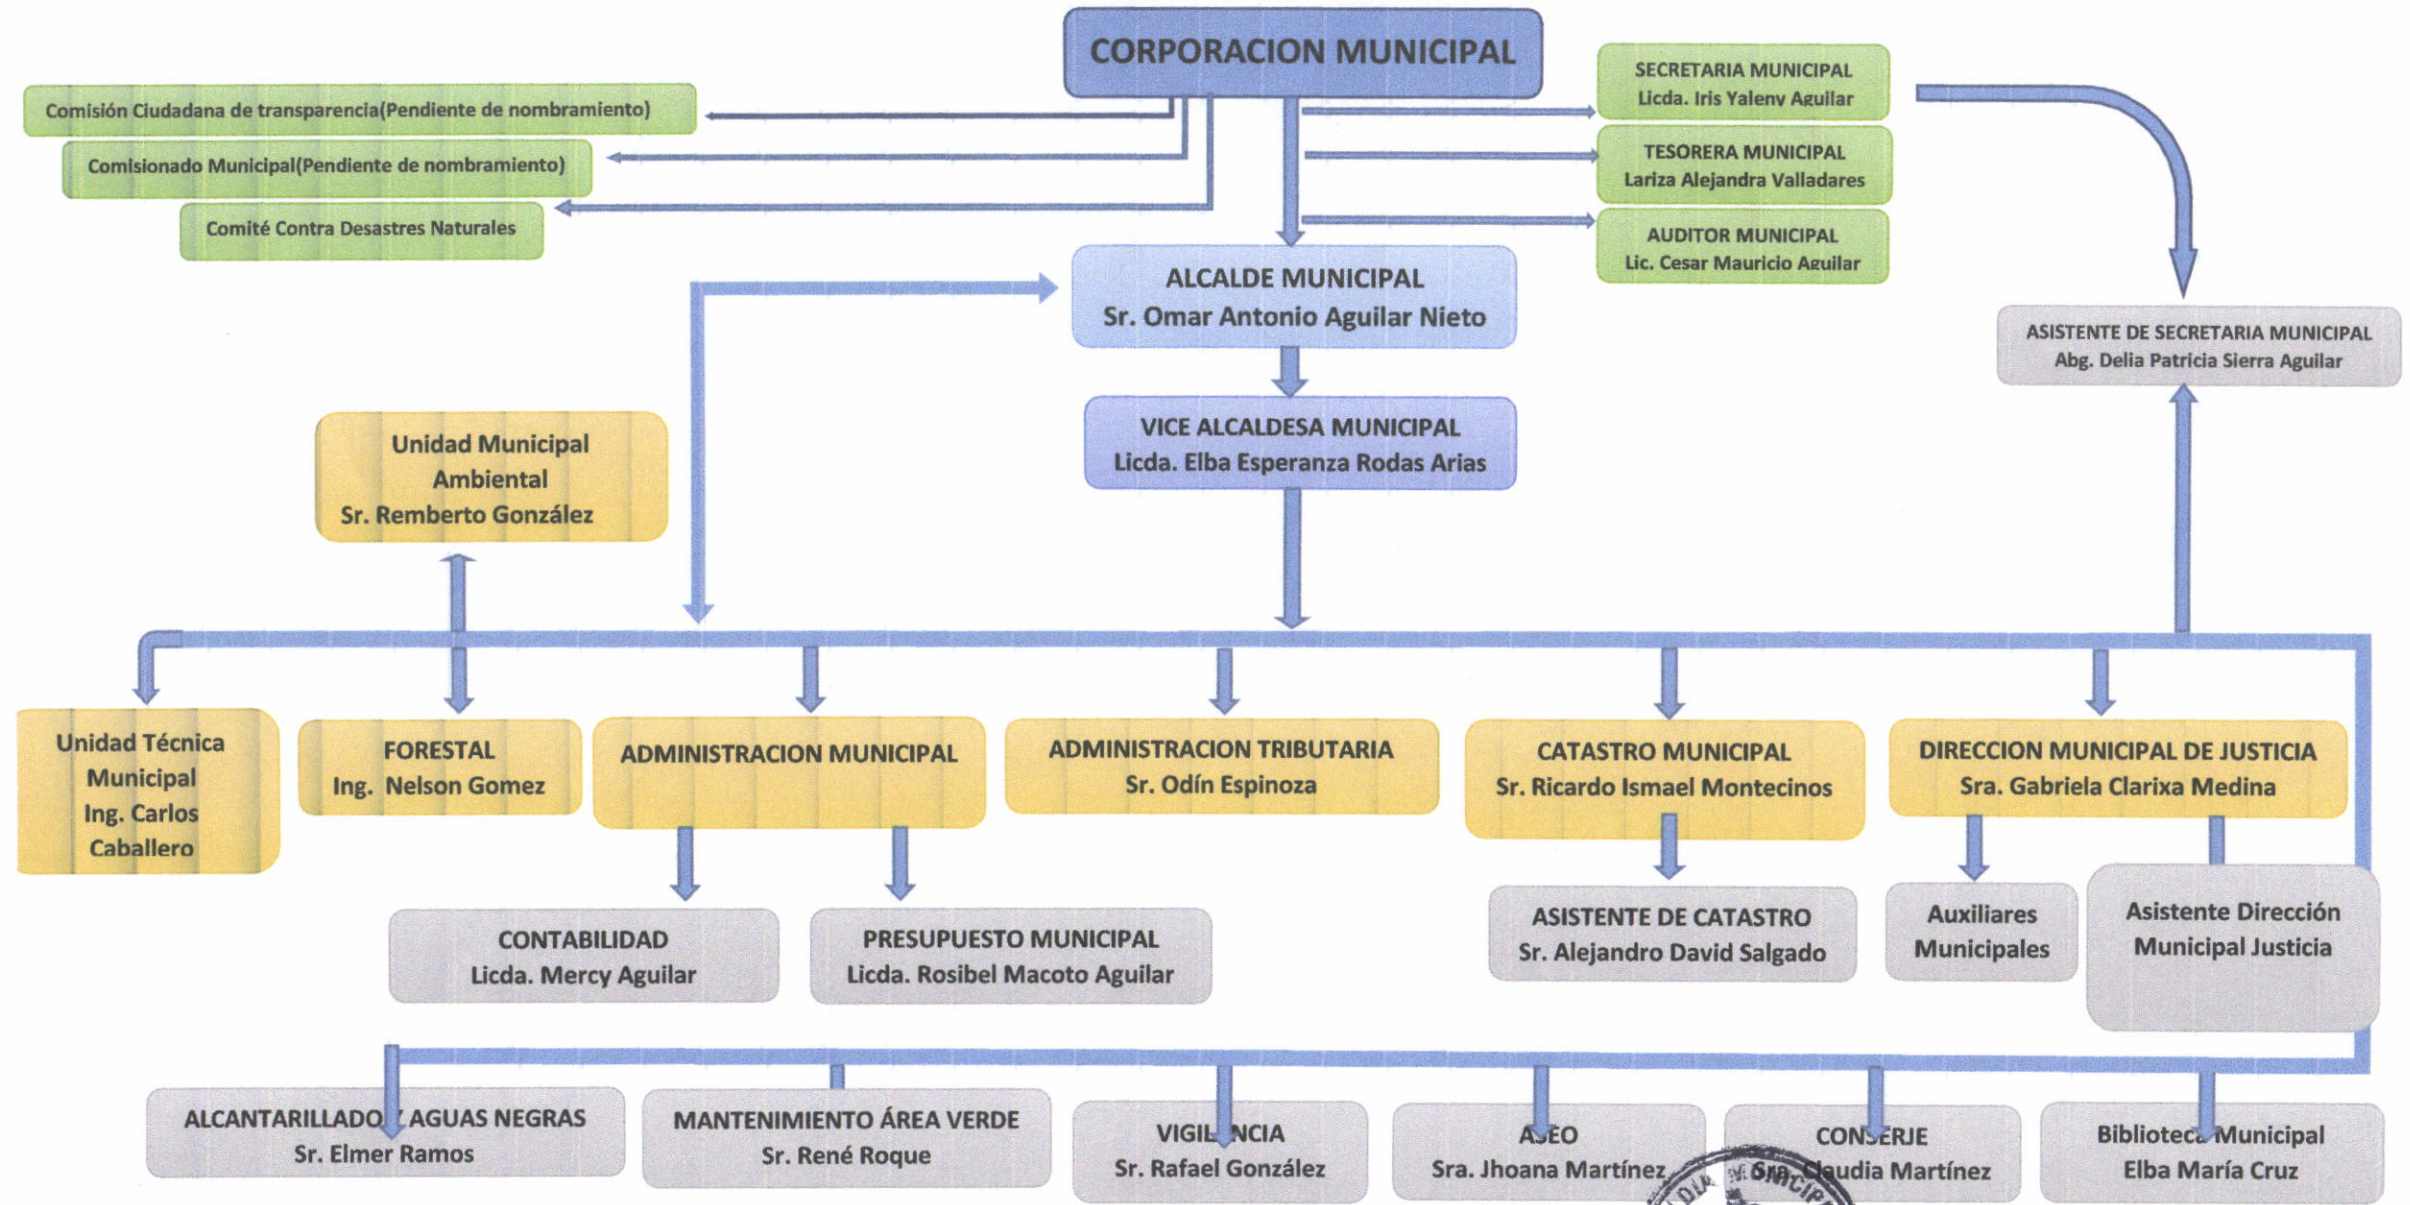 CORPORACION MUNICIPAL
Comisión Ciudadana de transparencia(Pendiente de nombramiento)
Comisionado Municipal(Pendiente de nombramiento)
Comité Contra Desastres Naturales
SECRETARIA MUNICIPAL
Licda. Iris Yaleny Aguilar
TESORERA MUNICIPAL
Lariza Alejandra Valladares
AUDITOR MUNICIPAL
Lic. Cesar Mauricio Aguilar
ALCALDE MUNICIPAL
Sr. Omar Antonio Aguilar Nieto
ASISTENTE DE SECRETARIA MUNICIPAL
Abg. Delia Patricia Sierra Aguilar
VICE ALCALDESA MUNICIPAL
Licda. Elba Esperanza Rodas Arias
Unidad Municipal
Ambiental
Sr. Remberto González
Unidad Técnica
Municipal
Ing. Carlos
Caballero
FORESTAL
Ing. Nelson Gomez
ADMINISTRACION MUNICIPAL
ADMINISTRACION TRIBUTARIA
Sr. Odín Espinoza
CATASTRO MUNICIPAL
Sr. Ricardo Ismael Montecinos
DIRECCION MUNICIPAL DE JUSTICIA
Sra. Gabriela Clarixa Medina
CONTABILIDAD
Licda. Mercy Aguilar
PRESUPUESTO MUNICIPAL
Licda. Rosibel Macoto Aguilar
ASISTENTE DE CATASTRO
Sr. Alejandro David Salgado
Auxiliares
Municipales
Asistente Dirección
Municipal Justicia
ALCANTARILLADO Y AGUAS NEGRAS
Sr. Elmer Ramos
MANTENIMIENTO ÁREA VERDE
Sr. René Roque
VIGILANCIA
Sr. Rafael González
ASEO
Sra. Jhoana Martínez
CONSERJE
Sra. Claudia Martínez
Biblioteca Municipal
Elba María Cruz